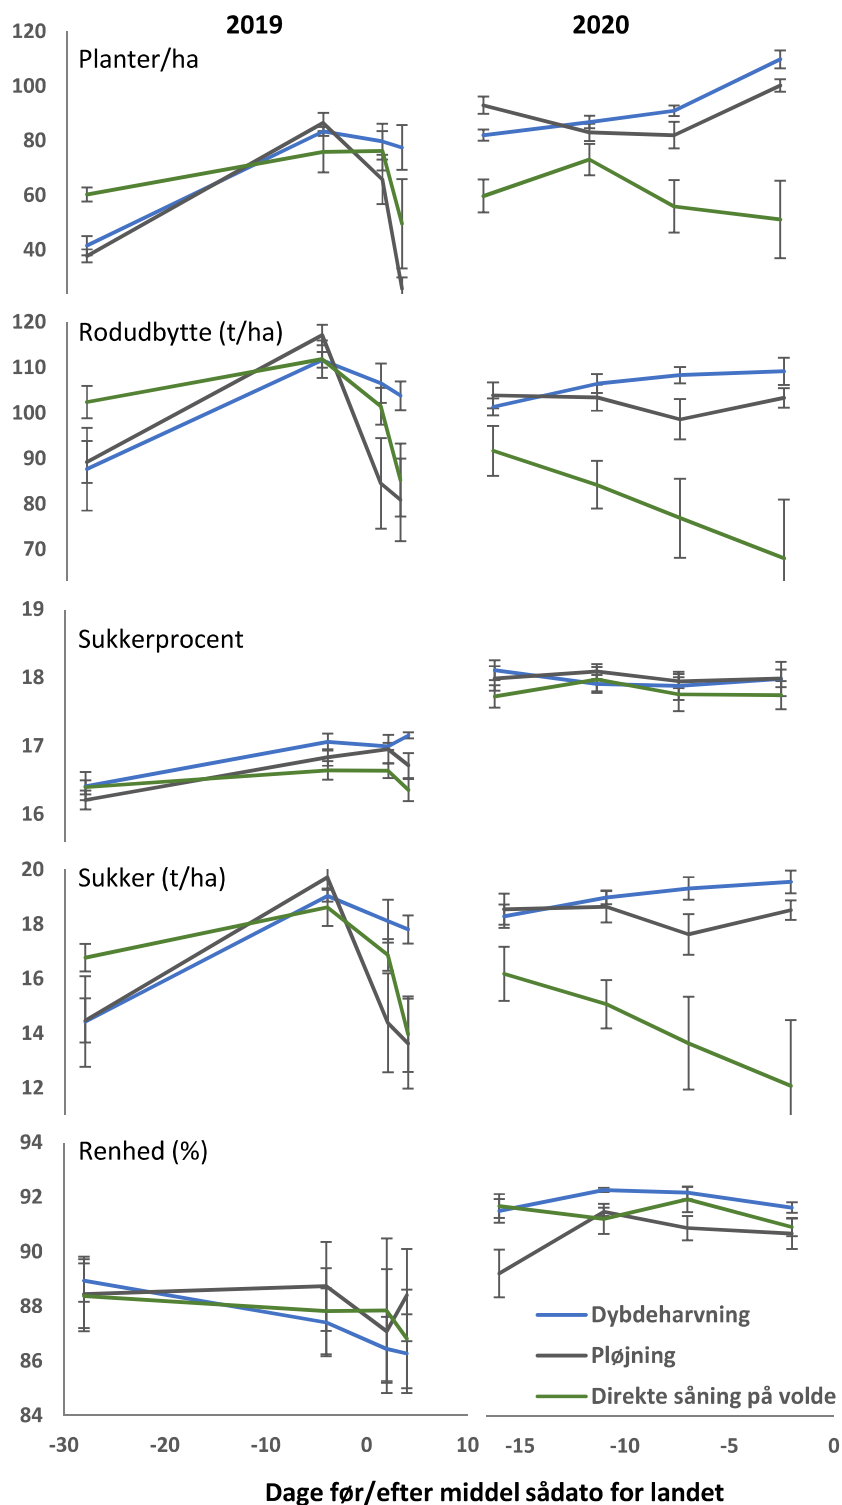 2019
2020
Planter/ha
120
100
80
60
40
Rodudbytte (t/ha)
120
110
100
90
80
70
Sukkerprocent
19
18
17
16
Sukker (t/ha)
20
18
16
14
12
Renhed (%)
94
92
90
88
86
84
Dybdeharvning
Pløjning
Direkte såning på volde
-30 -20 -10 0 10 -15 -10 -5 0
Dage før/efter middel sådato for landet